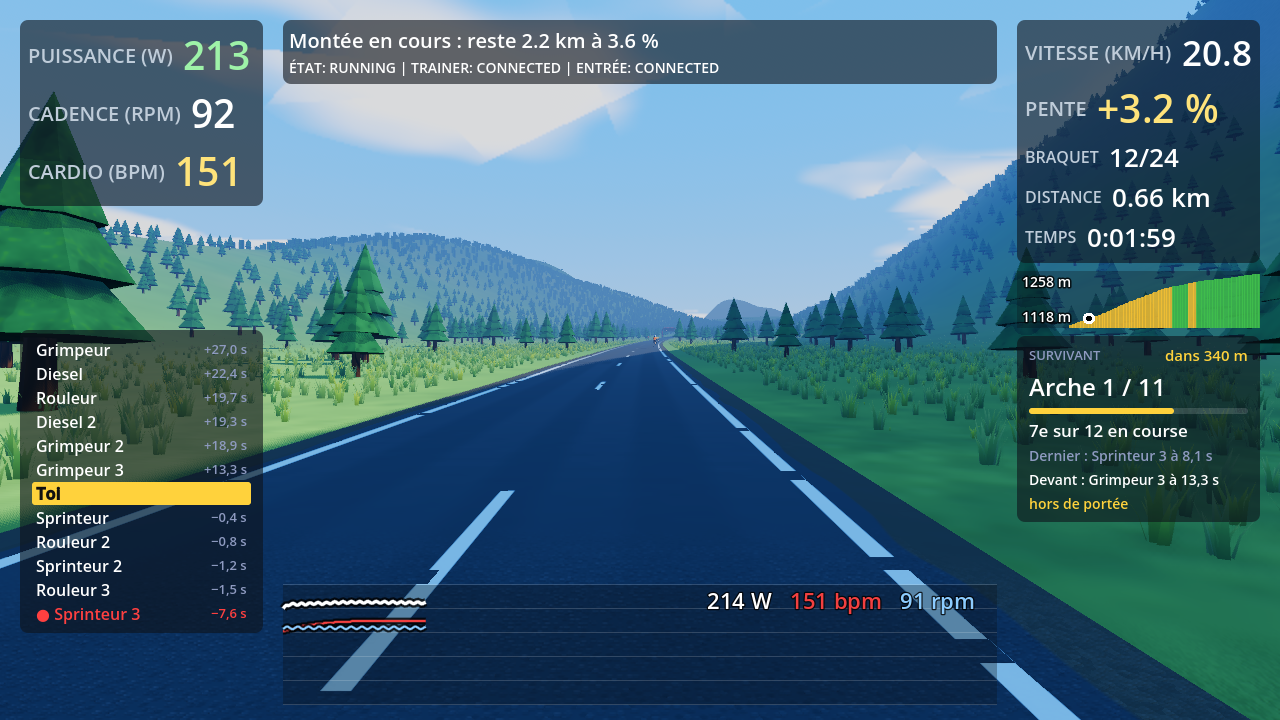 PUISSANCE (W) 213
CADENCE (RPM) 92
CARDIO (BPM) 151
Montée en cours : reste 2.2 km à 3.6 %
ÉTAT: RUNNING | TRAINER: CONNECTED | ENTRÉE: CONNECTED
VITESSE (KM/H) 20.8
PENTE +3.2 %
BRAQUET 12/24
DISTANCE 0.66 km
TEMPS 0:01:59
1258 m
1118 m
SURVIVANT dans 340 m
Arche 1 / 11
7e sur 12 en course
Dernier : Sprinteur 3 à 8,1 s
Devant : Grimpeur 3 à 13,3 s
hors de portée
Grimpeur +27,0 s
Diesel +22,4 s
Rouleur +19,7 s
Diesel 2 +19,3 s
Grimpeur 2 +18,9 s
Grimpeur 3 +13,3 s
Toi
Sprinteur −0,4 s
Rouleur 2 −0,8 s
Sprinteur 2 −1,2 s
Rouleur 3 −1,5 s
Sprinteur 3 −7,6 s
214 W 151 bpm 91 rpm